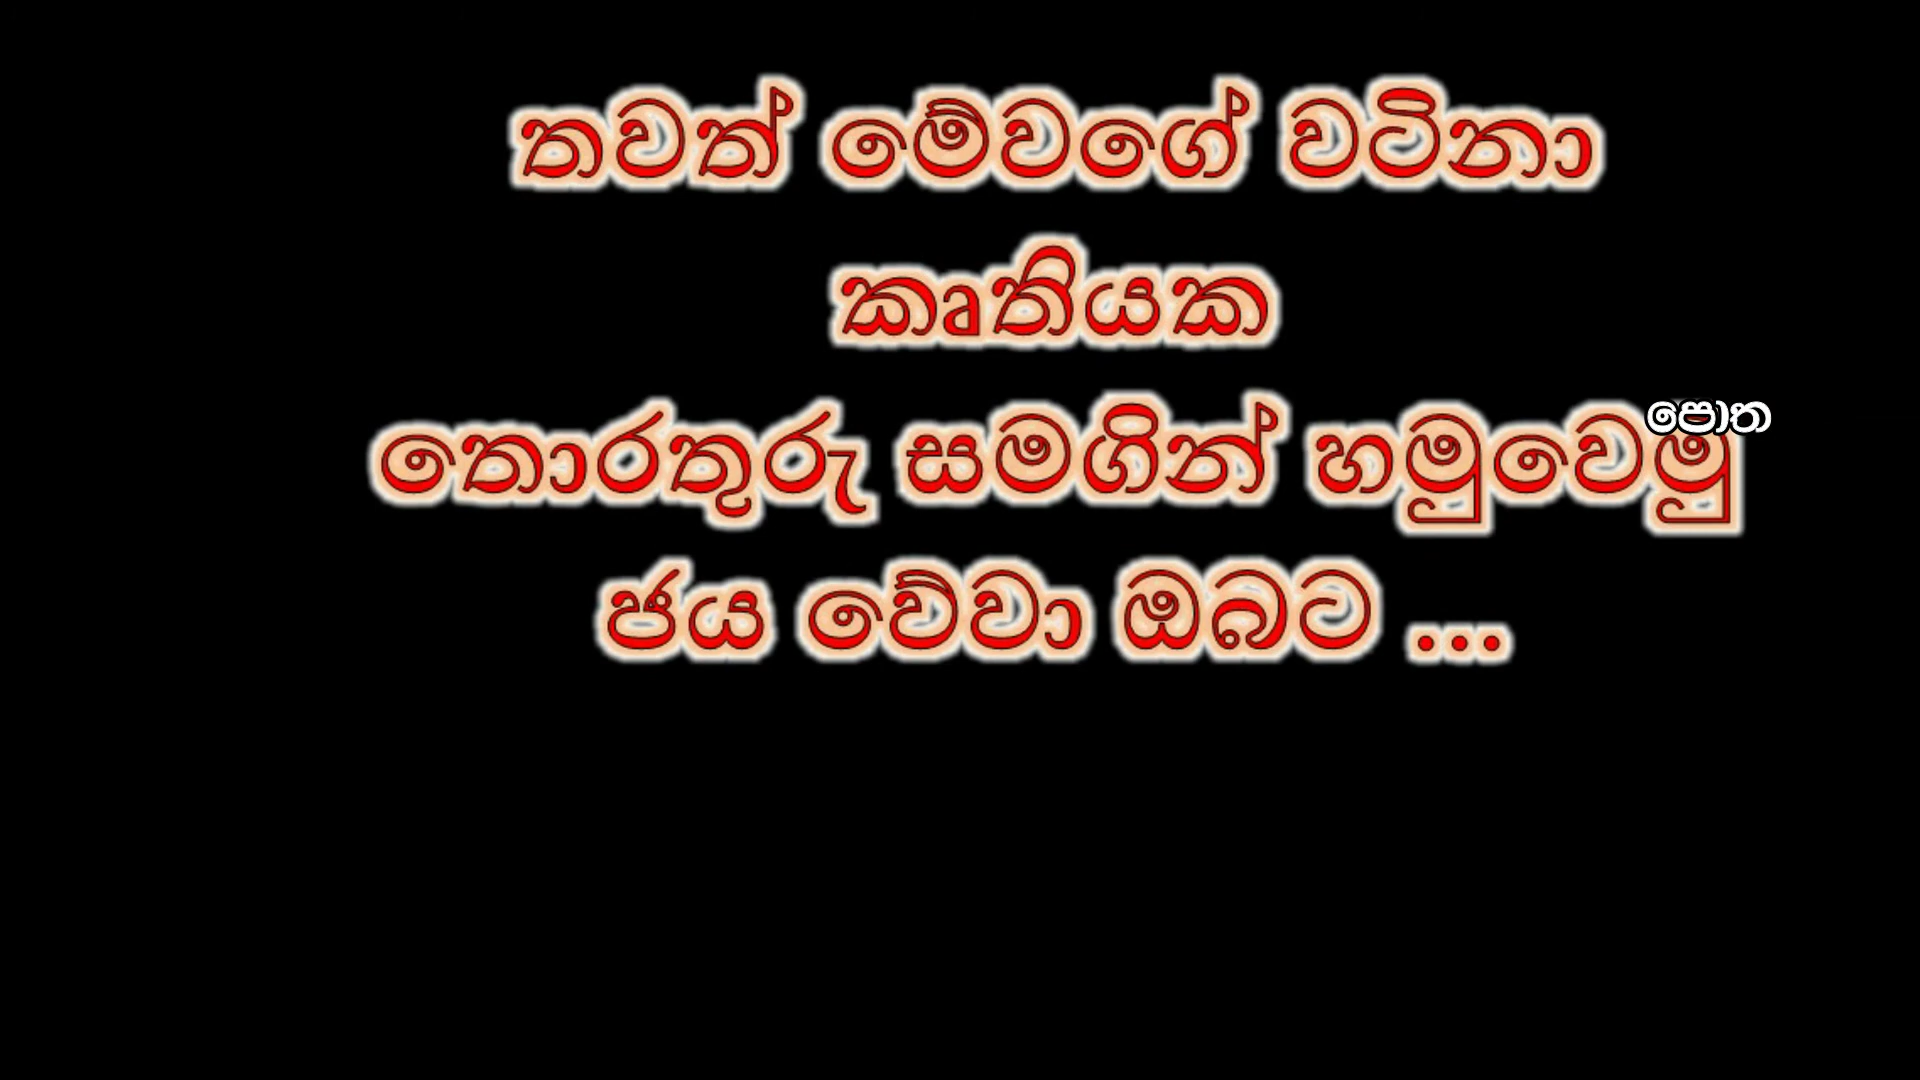 තවත් මේවගේ වටිනා
කෘතියක
තොරතුරු සමගින් හමුවෙමු
පොත
ජය වේවා ඔබට ...